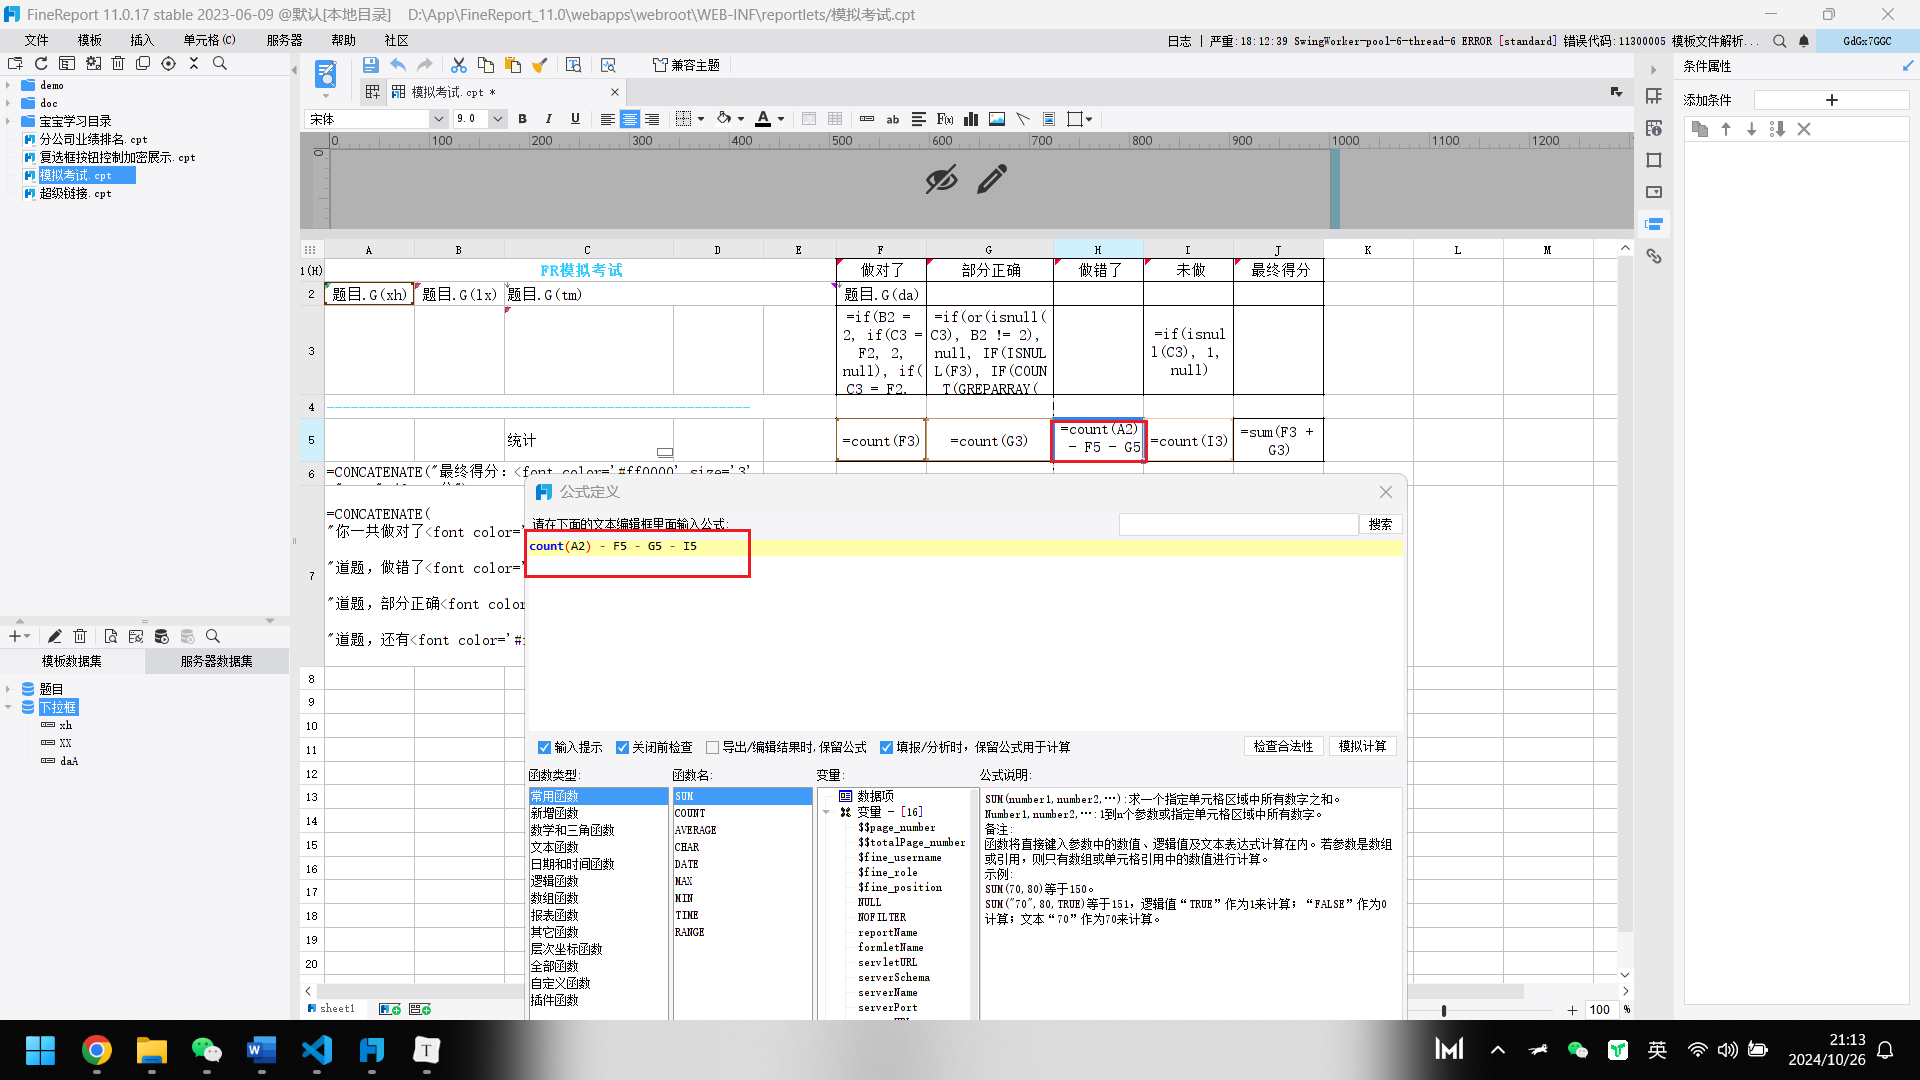 FineReport 11.0.17 stable 2023-06-09 @默认[本地目录]    D:\App\FineReport_11.0\webapps\webroot\WEB-INF\reportlets/模拟考试.cpt
文件 模板 插入 单元格(C) 服务器 帮助 社区
日志 | 严重:18:12:39 SwingWorker-pool-6-thread-6 ERROR [standard] 错误代码:11300005 模板文件解析...
GdGx7GGC
兼容主题
条件属性
demo
doc
宝宝学习目录
分公司业绩排名.cpt
复选框按钮控制加密展示.cpt
模拟考试.cpt
超级链接.cpt
模拟考试.cpt *
添加条件
宋体 9.0 B I U
0 100 200 300 400 500 600 700 800 900 1000 1100 1200
0
A B C D E F G H I J K L M
1(H) FR模拟考试 做对了 部分正确 做错了 未做 最终得分
2 题目.G(xh) 题目.G(lx) 题目.G(tm) 题目.G(da)
3
=if(B2 =
2, if(C3 =
F2, 2,
null), if(
C3 = F2,
=if(or(isnull(
C3), B2 != 2),
null, IF(ISNUL
L(F3), IF(COUN
T(GREPARRAY(
=if(isnul
l(C3), 1,
null)
4
5 统计 =count(F3) =count(G3)
=count(A2)
- F5 - G5
=count(I3)
=sum(F3 +
G3)
6 =CONCATENATE("最终得分：<font color='#ff0000' size='3'
7
=CONCATENATE(
"你一共做对了<font color='
"道题，做错了<font color='
"道题，部分正确<font color
"道题，还有<font color='#f
8
9
10
11
12
13
14
15
16
17
18
19
20
公式定义
请在下面的文本编辑框里面输入公式:
搜索
count(A2) - F5 - G5 - I5
输入提示 关闭前检查 导出/编辑结果时,保留公式 填报/分析时，保留公式用于计算
检查合法性 模拟计算
函数类型: 函数名: 变量: 公式说明:
常用函数
新增函数
数学和三角函数
文本函数
日期和时间函数
逻辑函数
数组函数
报表函数
其它函数
层次坐标函数
全部函数
自定义函数
插件函数
SUM
COUNT
AVERAGE
CHAR
DATE
MAX
MIN
TIME
RANGE
数据项
变量 - [16]
$$page_number
$$totalPage_number
$fine_username
$fine_role
$fine_position
NULL
NOFILTER
reportName
formletName
servletURL
serverSchema
serverName
serverPort
SUM(number1,number2,…):求一个指定单元格区域中所有数字之和。
Number1,number2,…:1到n个参数或指定单元格区域中所有数字。
备注:
函数将直接键入参数中的数值、逻辑值及文本表达式计算在内。若参数是数组
或引用，则只有数组或单元格引用中的数值进行计算。
示例:
SUM(70,80)等于150。
SUM("70",80,TRUE)等于151，逻辑值“TRUE”作为1来计算；“FALSE”作为0
计算；文本“70”作为70来计算。
模板数据集 服务器数据集
题目
下拉框
xh
XX
daA
sheet1
100 %
英
21:13
2024/10/26